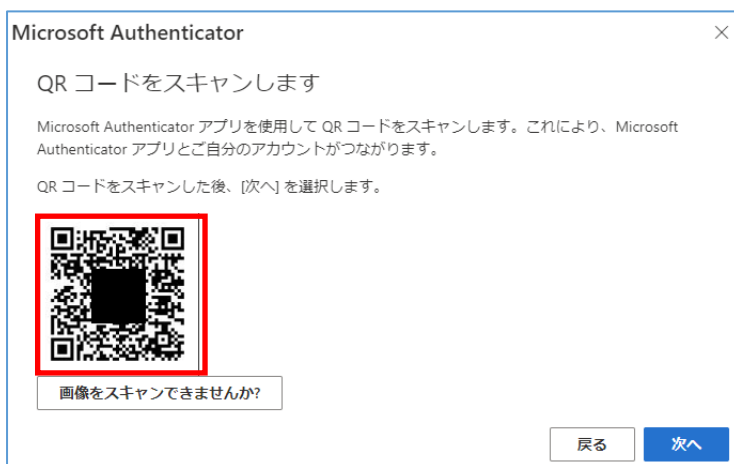 Microsoft Authenticator
QR コードをスキャンします
Microsoft Authenticator アプリを使用して QR コードをスキャンします。これにより、Microsoft
Authenticator アプリとご自分のアカウントがつながります。
QR コードをスキャンした後、[次へ] を選択します。
画像をスキャンできませんか?
戻る
次へ